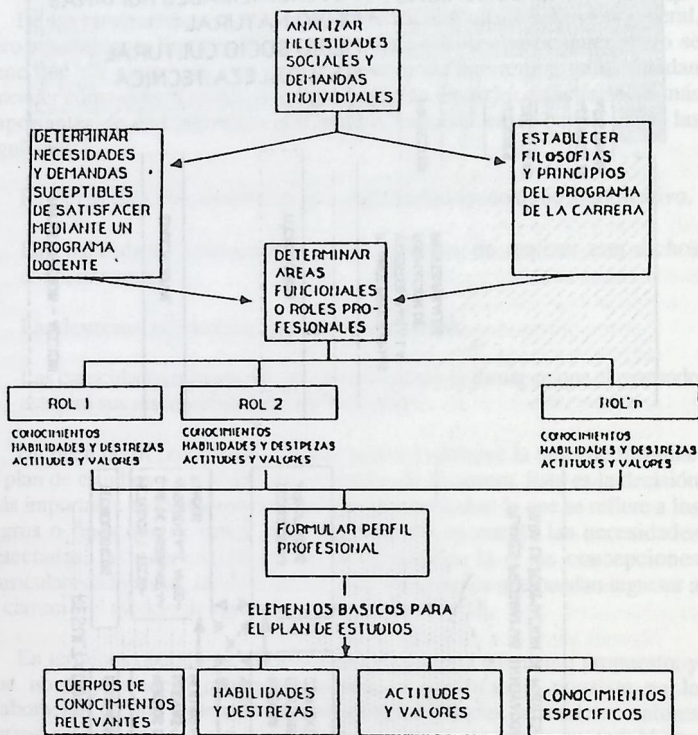 ANALIZAR
NECESIDADES
SOCIALES Y
DEMANDAS
INDIVIDUALES
DETERMINAR
NECESIDADES
Y DEMANDAS
SUCEPTIBLES
DE SATISFACER
MEDIANTE UN
PROGRAMA
DOCENTE
ESTABLECER
FILOSOFIAS
Y PRINCIPIOS
DEL PROGRAMA
DE LA CARRERA
DETERMINAR
AREAS
FUNCIONALES
O ROLES PRO-
FESIONALES
ROL 1
CONOCIMIENTOS
HABILIDADES Y DESTREZAS
ACTITUDES Y VALORES
ROL 2
CONOCIMIENTOS
HABILIDADES Y DESTREZAS
ACTITUDES Y VALORES
ROL n
CONOCIMIENTOS
HABILIDADES Y DESTREZAS
ACTITUDES Y VALORES
FORMULAR PERFIL
PROFESIONAL
ELEMENTOS BASICOS PARA
EL PLAN DE ESTUDIOS
CUERPOS DE
CONOCIMIENTOS
RELEVANTES
HABILIDADES
Y DESTREZAS
ACTITUDES
Y VALORES
CONOCIMIENTOS
ESPECIFICOS